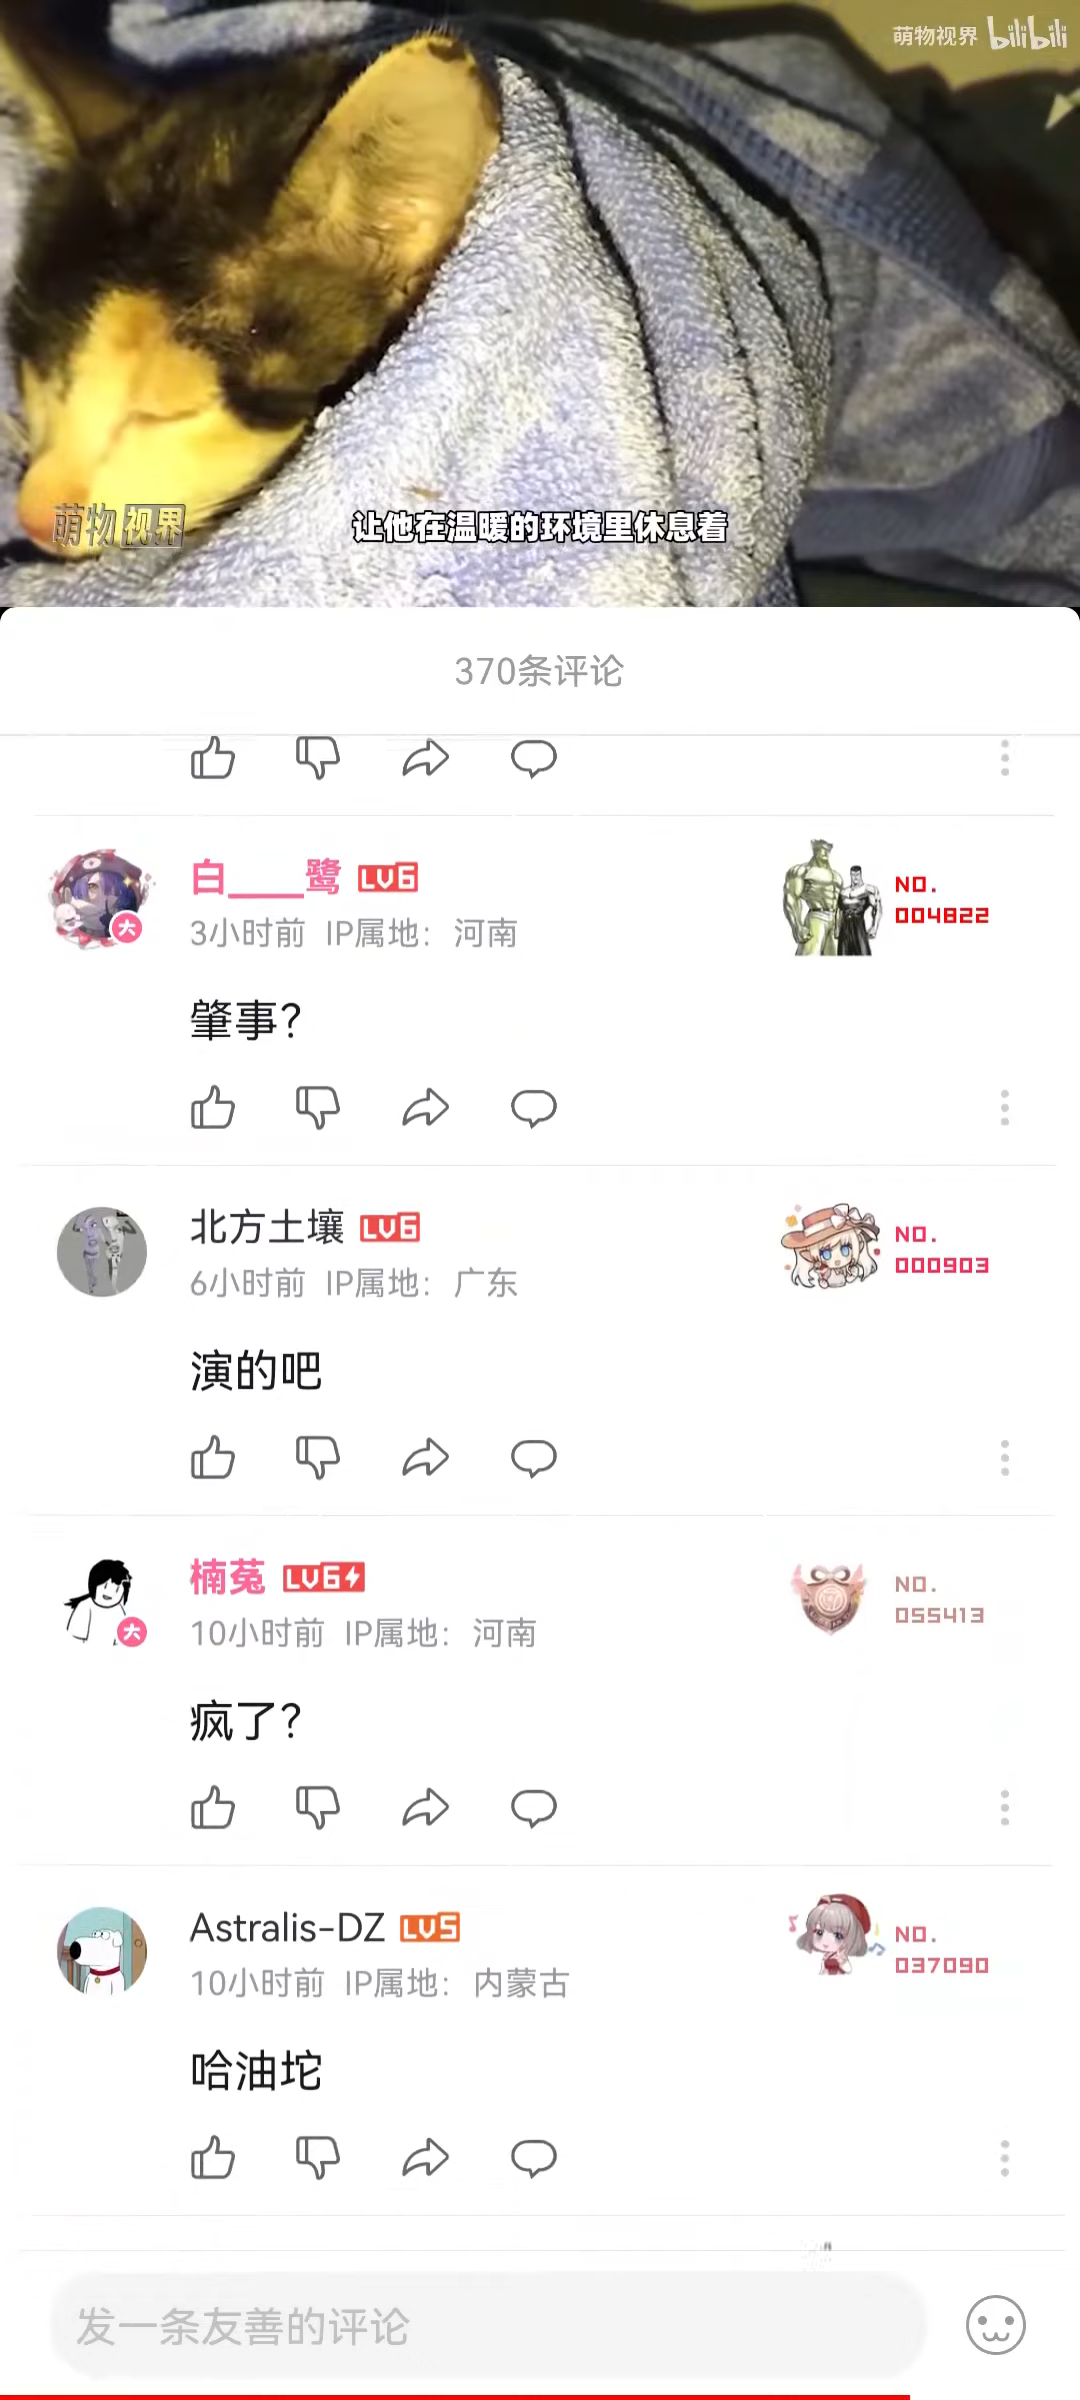 萌物视界 bilibili
萌物视界
让他在温暖的环境里休息着
370条评论
白____鹭 LV6
NO.
004822
3小时前 IP属地：河南
肇事？
北方土壤 LV6
NO.
000903
6小时前 IP属地：广东
演的吧
楠菟 LV6
NO.
055413
10小时前 IP属地：河南
疯了？
Astralis-DZ LV5
NO.
037090
10小时前 IP属地：内蒙古
哈油坨
发一条友善的评论